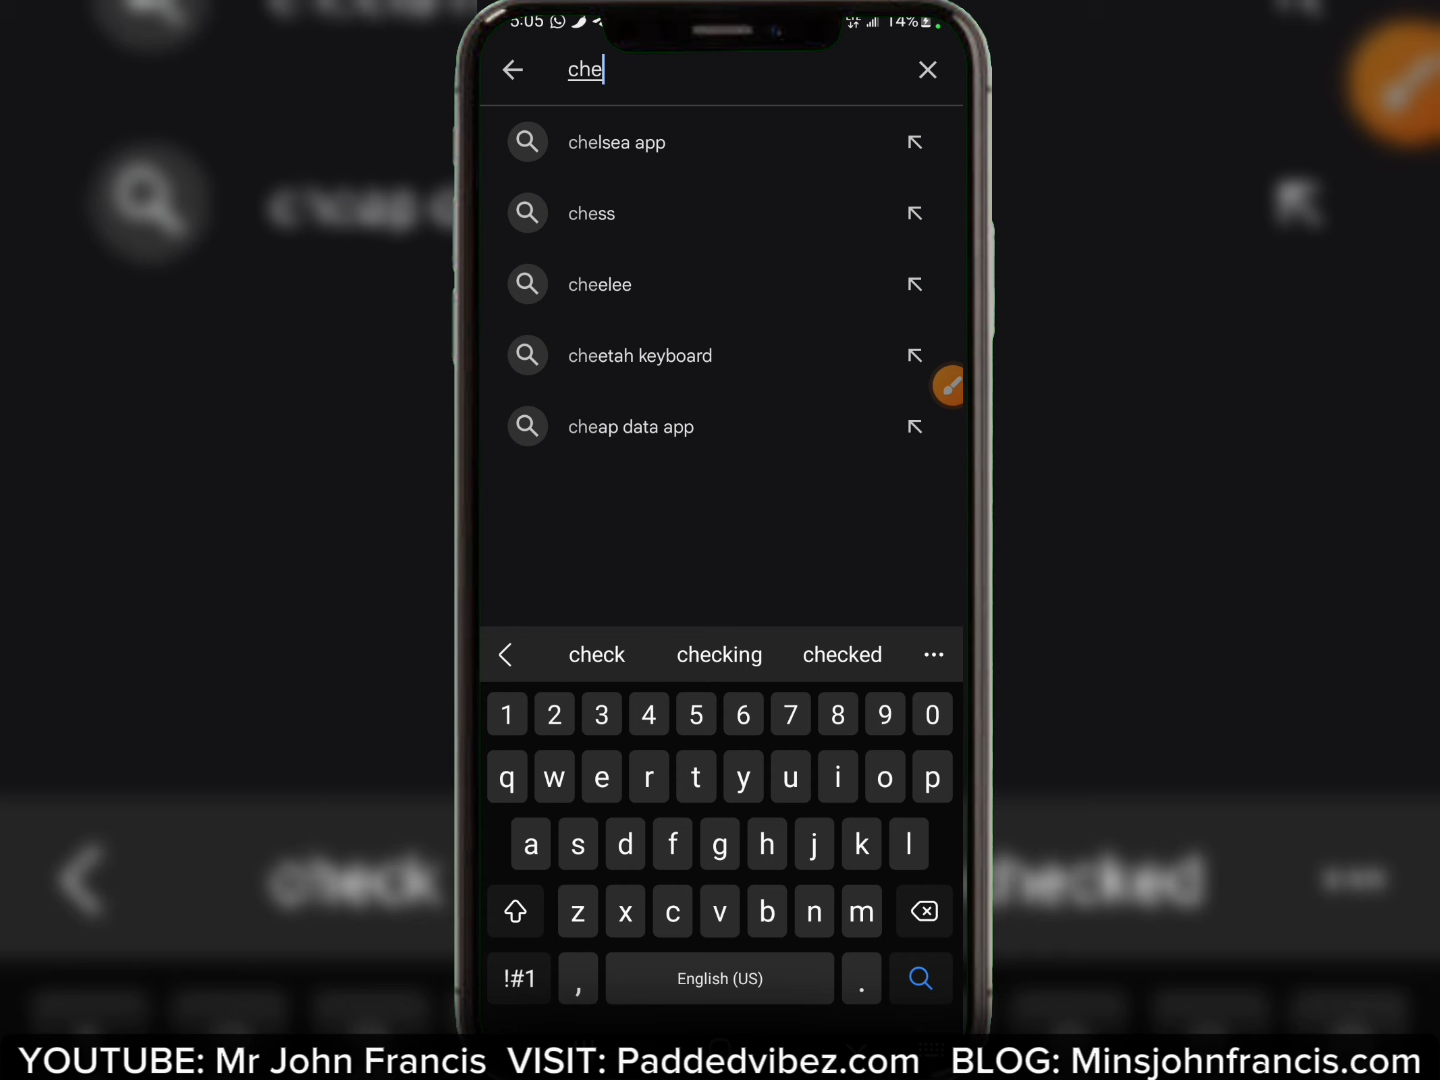 5:05 14%
che
chelsea app
chess
cheelee
cheetah keyboard
cheap data app
check checking checked
1 2 3 4 5 6 7 8 9 0
q w e r t y u i o p
a s d f g h j k l
z x c v b n m
!#1 , English (US) .
check checked
YOUTUBE: Mr John Francis VISIT: Paddedvibez.com BLOG: Minsjohnfrancis.com